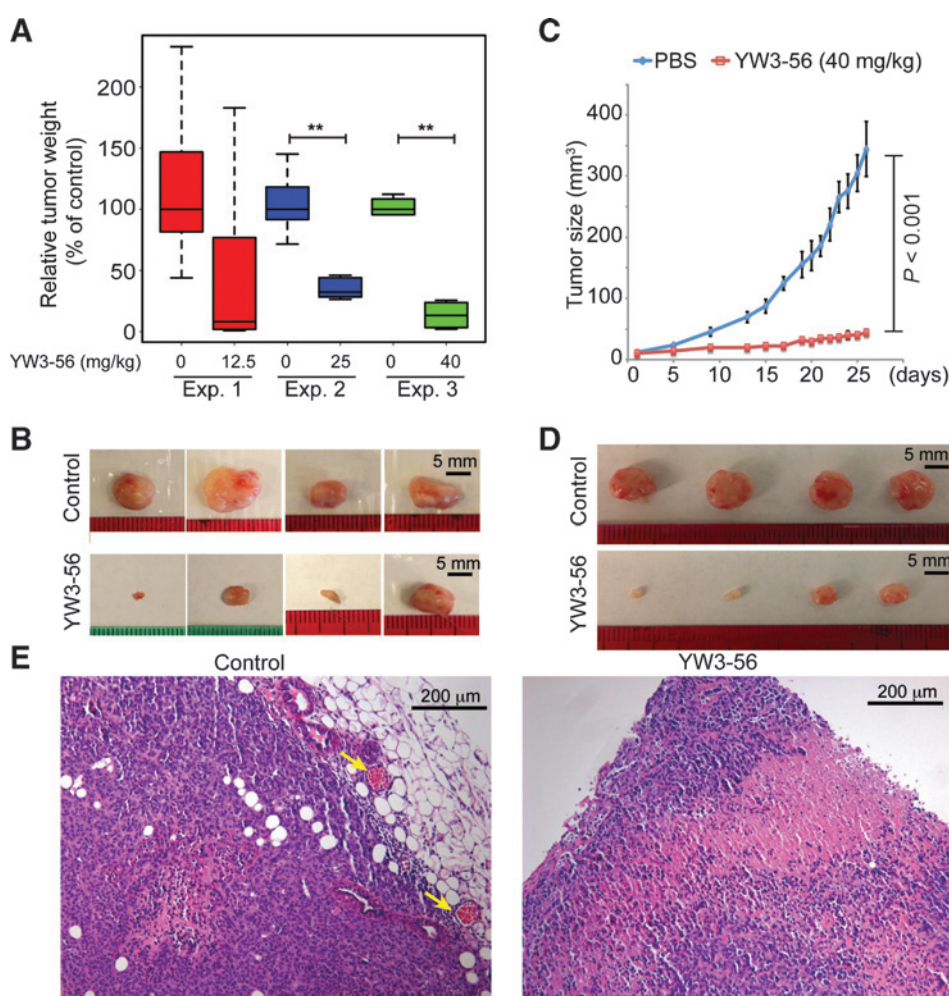 A
Relative tumor weight
(% of control)
200
150
100
50
0
**
**
YW3-56 (mg/kg)
0 12.5 0 25 0 40
Exp. 1 Exp. 2 Exp. 3
C
PBS YW3-56 (40 mg/kg)
Tumor size (mm³)
400
300
200
100
0
P < 0.001
0 5 10 15 20 25 (days)
B
Control
5 mm
YW3-56
5 mm
D
Control
5 mm
YW3-56
5 mm
E
Control
200 μm
YW3-56
200 μm